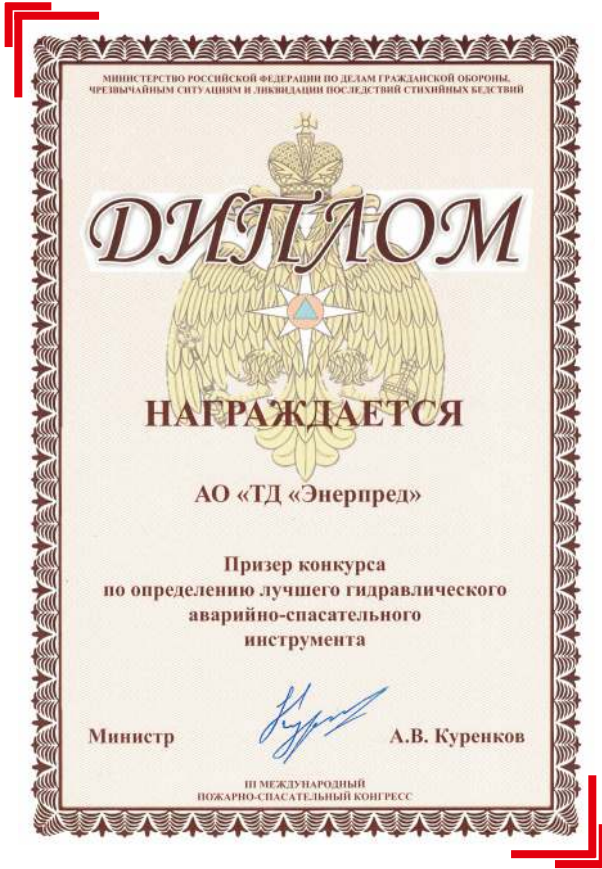 МИНИСТЕРСТВО РОССИЙСКОЙ ФЕДЕРАЦИИ ПО ДЕЛАМ ГРАЖДАНСКОЙ ОБОРОНЫ,
ЧРЕЗВЫЧАЙНЫМ СИТУАЦИЯМ И ЛИКВИДАЦИИ ПОСЛЕДСТВИЙ СТИХИЙНЫХ БЕДСТВИЙ
ДИПЛОМ
НАГРАЖДАЕТСЯ
АО «ТД «Энерпред»
Призер конкурса
по определению лучшего гидравлического
аварийно-спасательного
инструмента
Министр А.В. Куренков
III МЕЖДУНАРОДНЫЙ
ПОЖАРНО-СПАСАТЕЛЬНЫЙ КОНГРЕСС